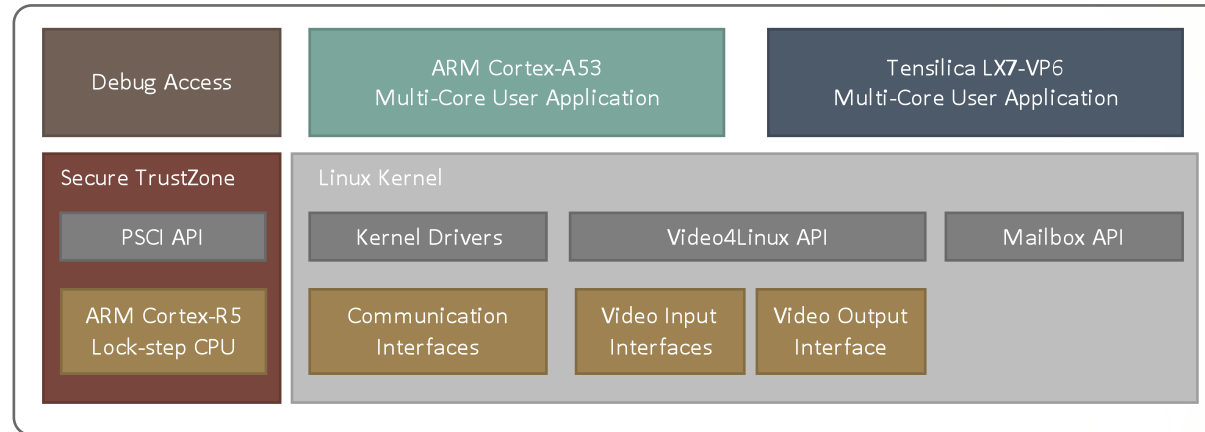 Debug Access
ARM Cortex-A53
Multi-Core User Application
Tensilica LX7-VP6
Multi-Core User Application
Secure TrustZone
Linux Kernel
PSCI API
Kernel Drivers
Video4Linux API
Mailbox API
ARM Cortex-R5
Lock-step CPU
Communication
Interfaces
Video Input
Interfaces
Video Output
Interface